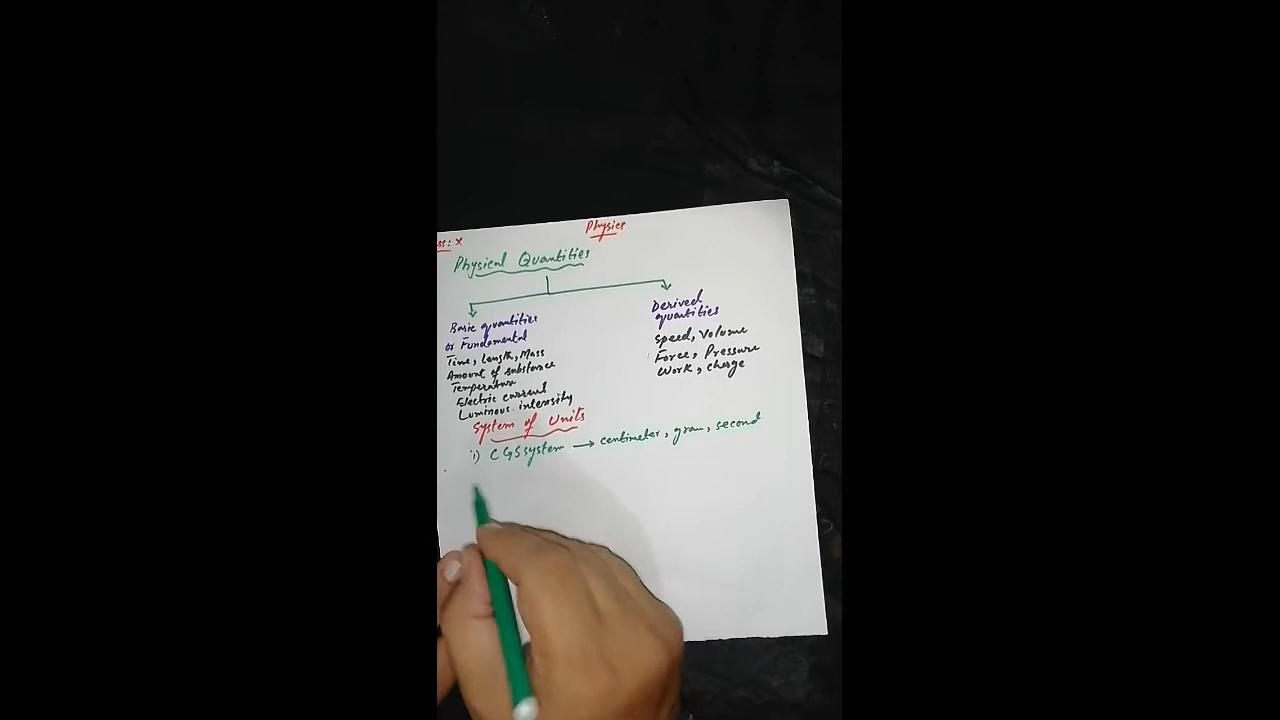 Physics
ss: X
Physical Quantities
Basic quantities
or Fundamental
Time, Length, Mass
Amount of substance
Temperature
Electric current
Luminous intensity
Derived
quantities
Speed, Volume
Force, Pressure
Work, charge
System of Units
i) CGS system → centimeter, gram, second